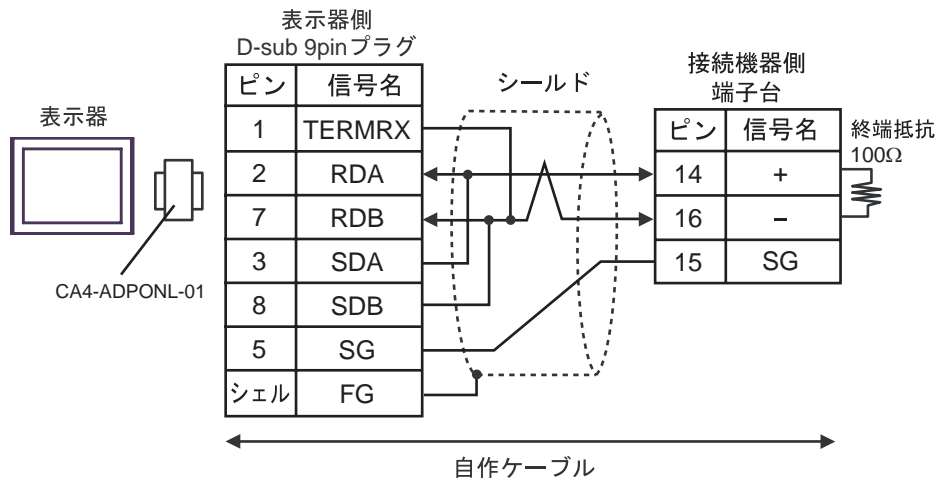 表示器側
D-sub 9pinプラグ
ピン 信号名
1 TERMRX
2 RDA
7 RDB
3 SDA
8 SDB
5 SG
シェル FG
表示器
CA4-ADPONL-01
シールド
接続機器側
端子台
ピン 信号名
14 +
16 −
15 SG
終端抵抗
100Ω
自作ケーブル